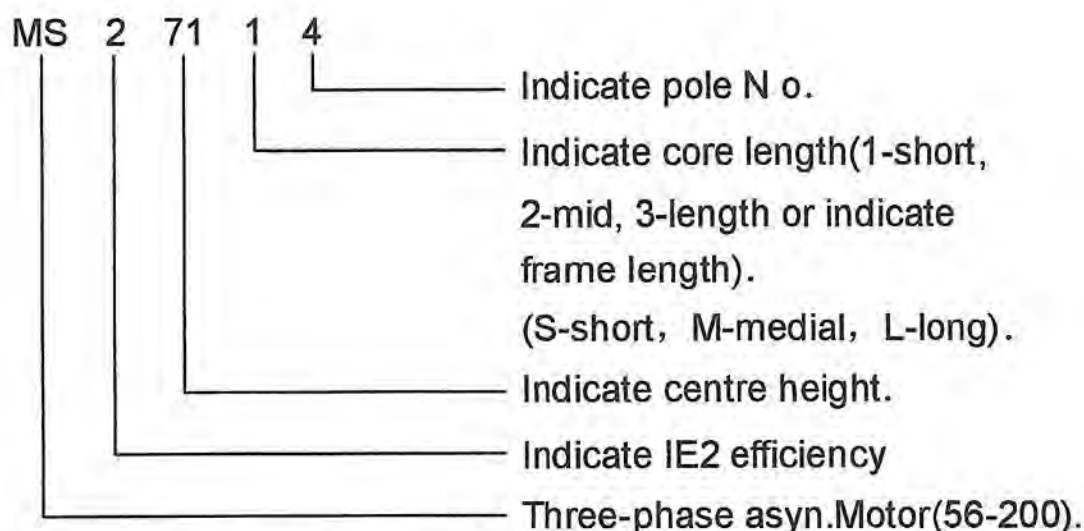 MS 2 71 1 4
Indicate pole N o.
Indicate core length(1-short,
2-mid, 3-length or indicate
frame length).
(S-short, M-medial, L-long).
Indicate centre height.
Indicate IE2 efficiency
Three-phase asyn.Motor(56-200).